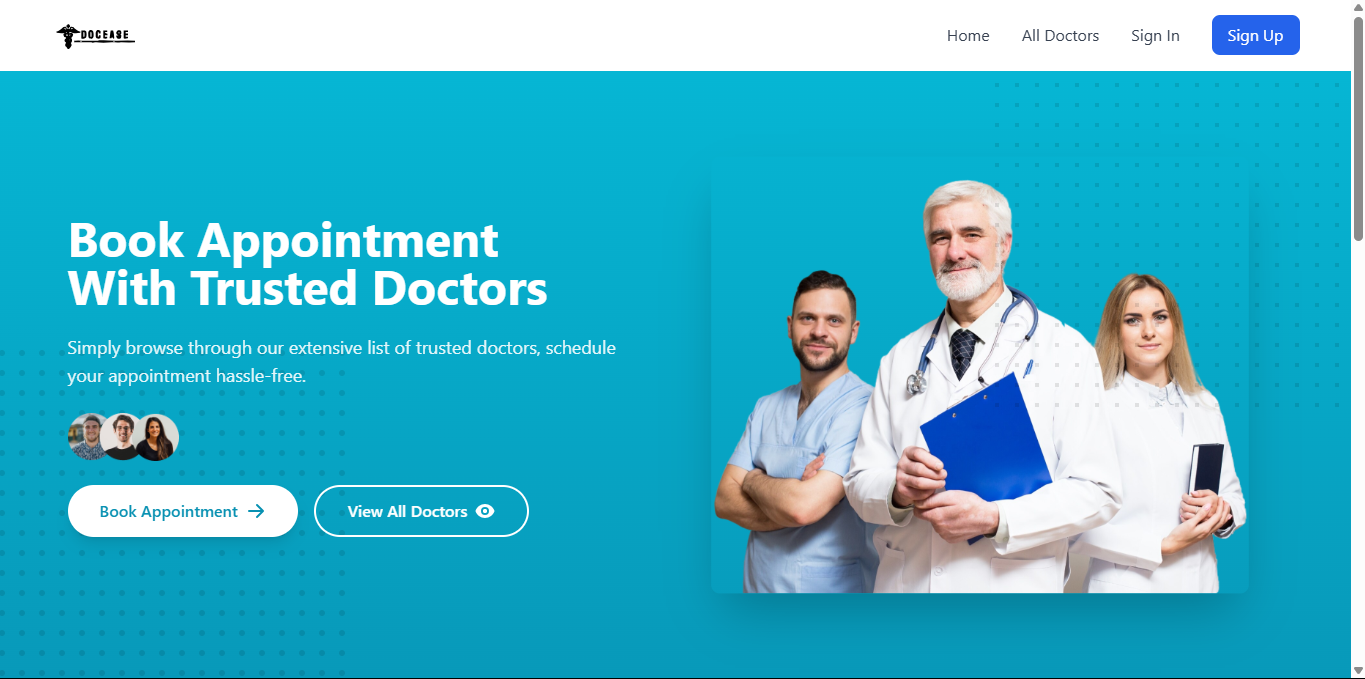 DOCEASE
Home
All Doctors
Sign In
Sign Up
Book Appointment
With Trusted Doctors
Simply browse through our extensive list of trusted doctors, schedule
your appointment hassle-free.
Book Appointment
View All Doctors